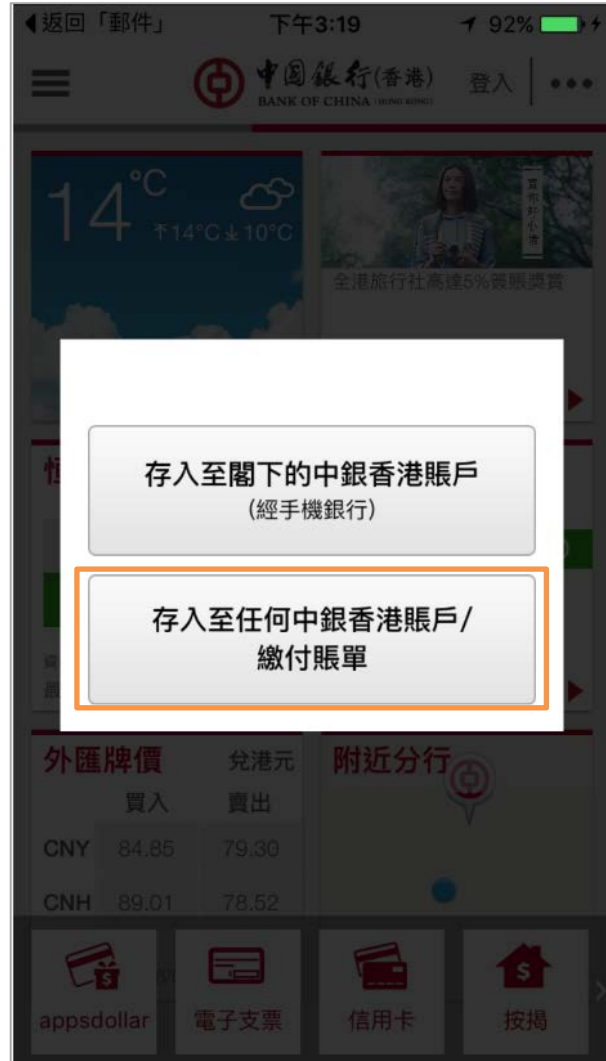 返回「郵件」 下午3:19 92%
中国銀行(香港) 登入
BANK OF CHINA (HONG KONG)
14°C
14°C 10°C
全港旅行社高達5%簽賬獎賞
存入至閣下的中銀香港賬戶
(經手機銀行)
存入至任何中銀香港賬戶/
繳付賬單
外匯牌價 兌港元
買入 賣出
CNY 84.85 79.30
CNH 89.01 78.52
附近分行
appsdollar 電子支票 信用卡 按揭